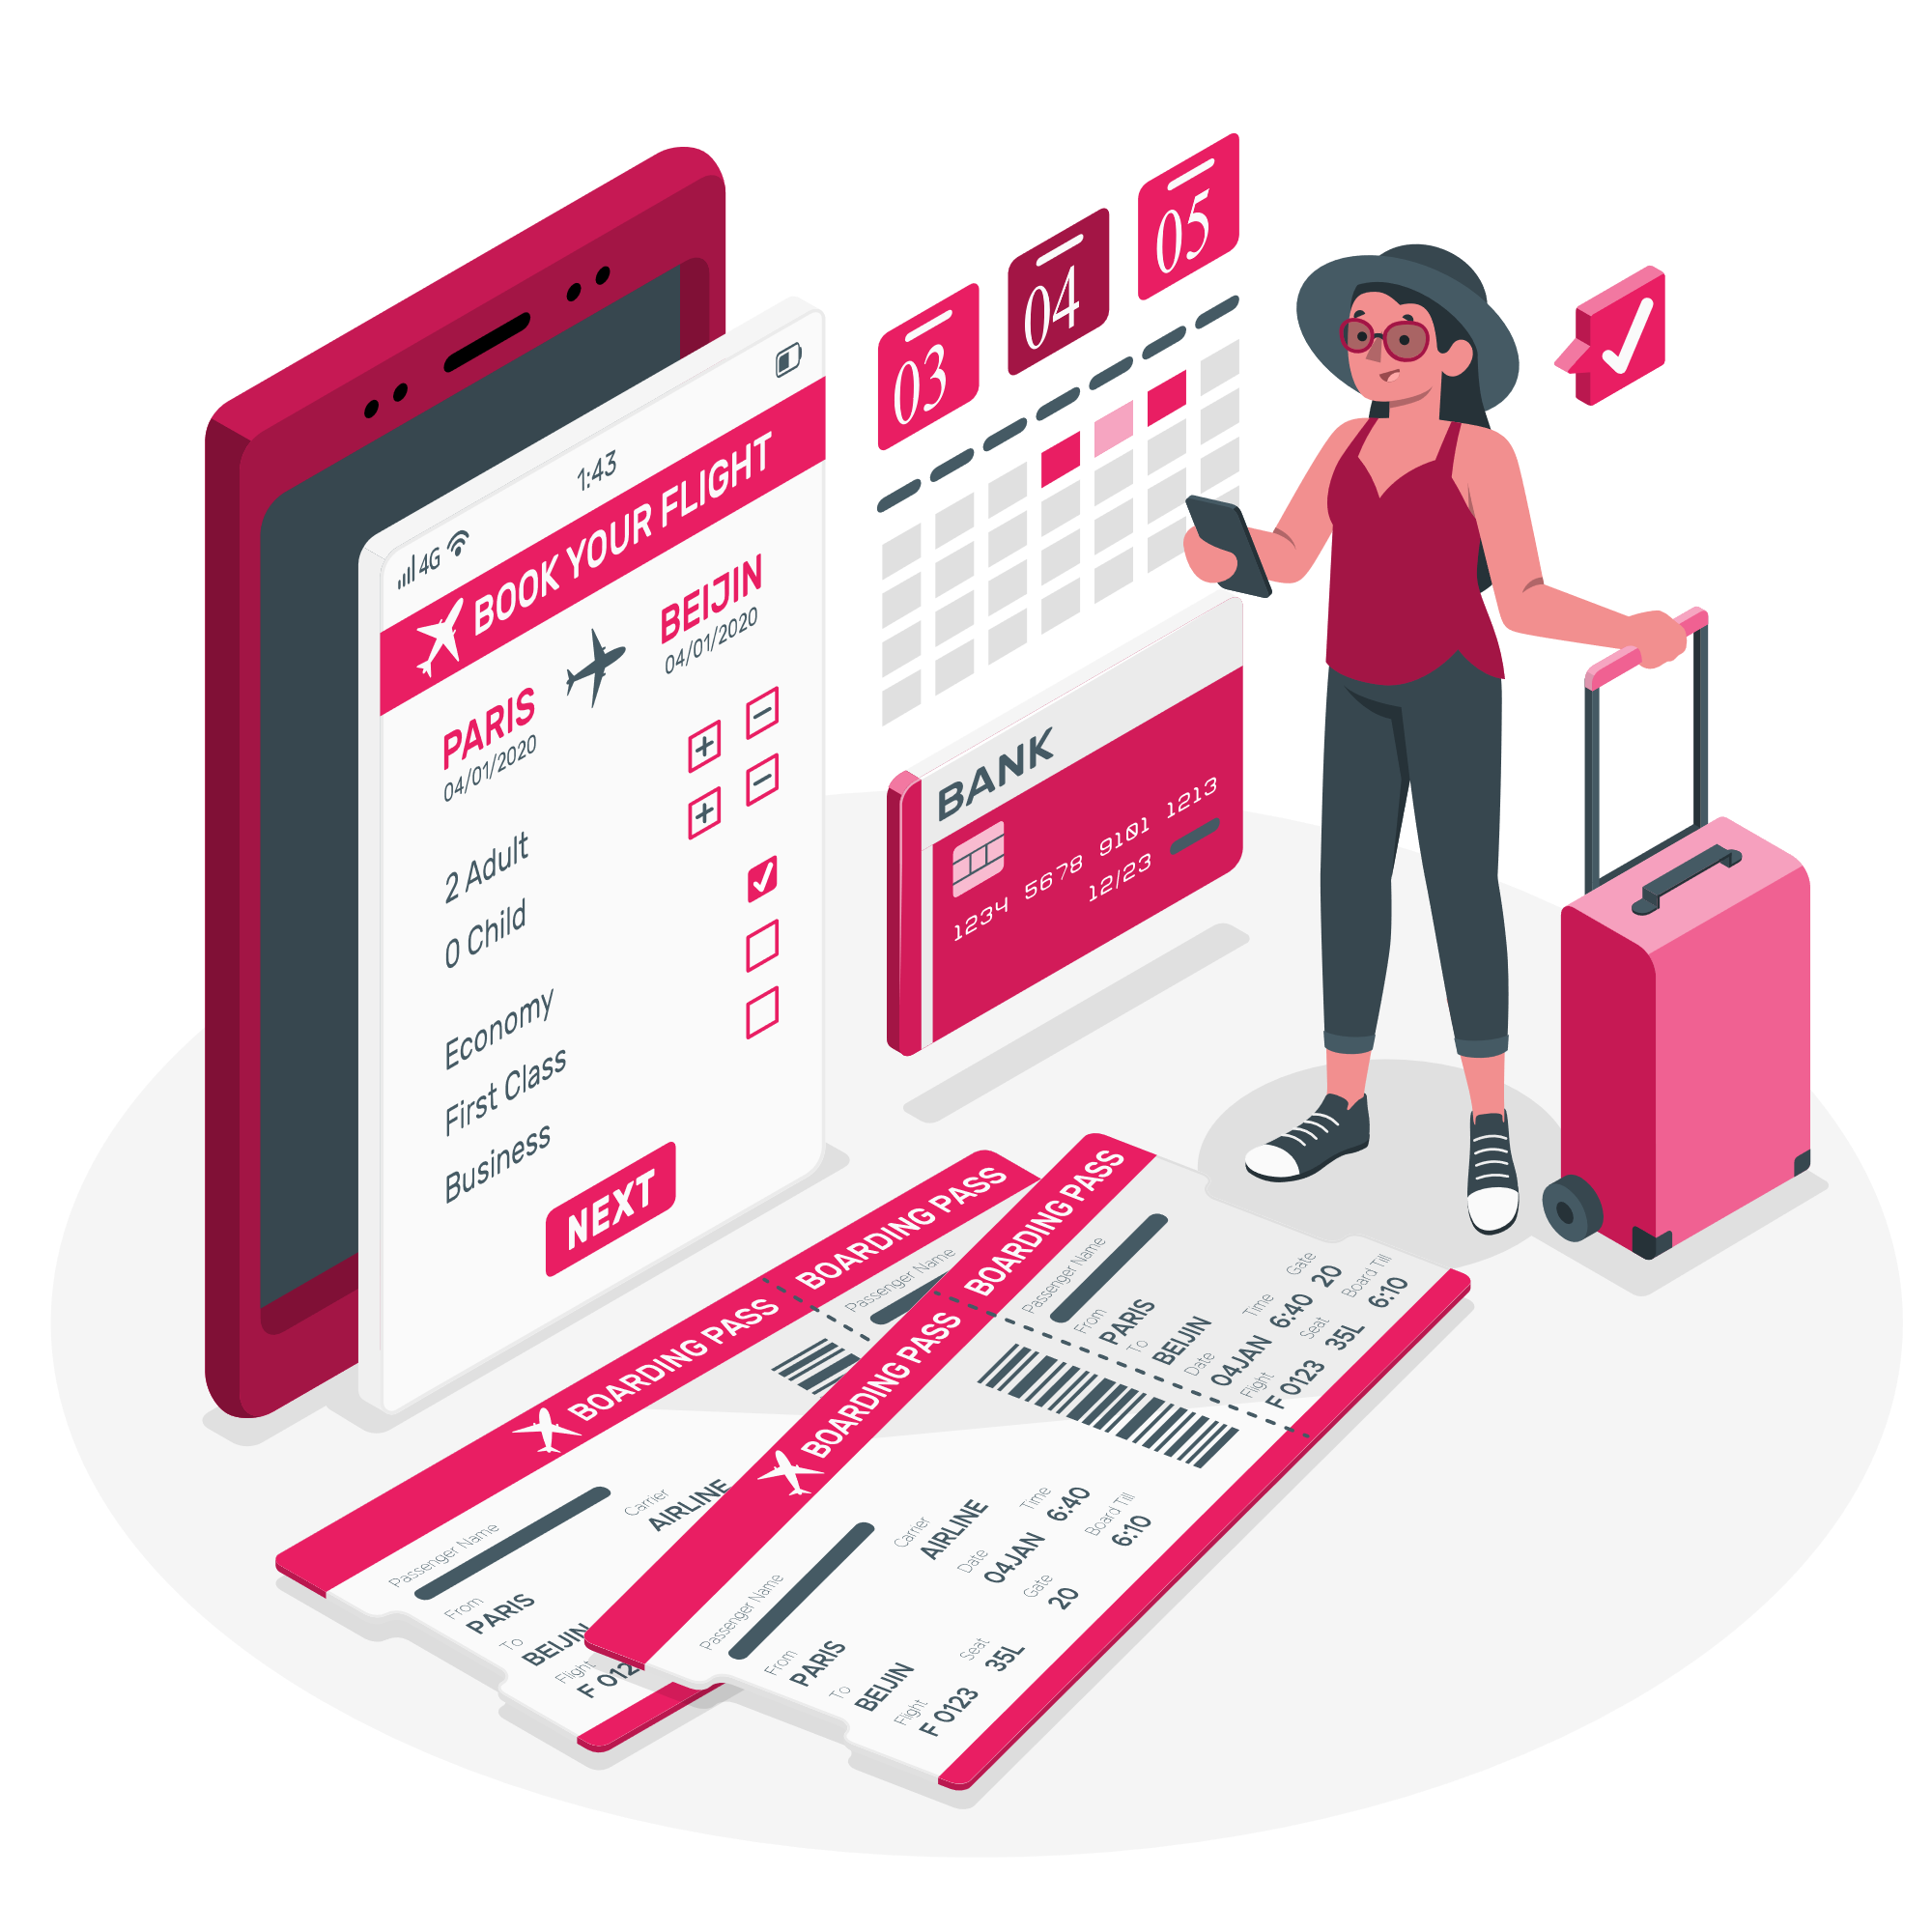 1:43
4G
BOOK YOUR FLIGHT
PARIS
04/01/2020
BEIJIN
04/01/2020
2 Adult
0 Child
Economy
First Class
Business
NEXT
03
04
05
BANK
1234 5678 9101 1213
12/23
BOARDING PASS
BOARDING PASS
Passenger Name
Passenger Name
Carrier
AIRLINE
From
PARIS
To
BEIJIN
Flight
F 012
BOARDING PASS
BOARDING PASS
Passenger Name
From
PARIS
To
BEIJIN
Date
04JAN
Time
6:40
Gate
20
Flight
F 0123
Seat
35L
Board Till
6:10
Passenger Name
Carrier
AIRLINE
From
PARIS
To
BEIJIN
Date
04JAN
Time
6:40
Flight
F 0123
Seat
35L
Gate
20
Board Till
6:10